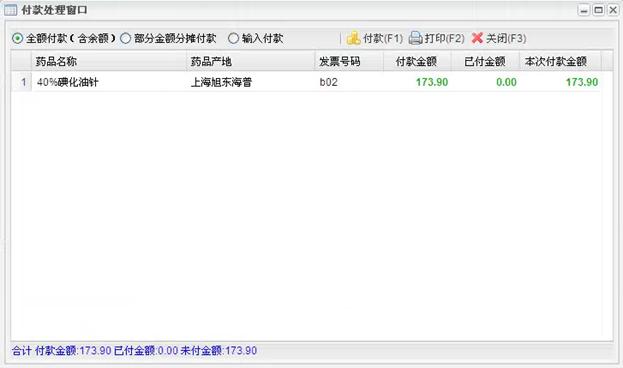 付款处理窗口
全额付款(含余额) 部分金额分摊付款 输入付款 付款(F1) 打印(F2) 关闭(F3)
药品名称 药品产地 发票号码 付款金额 已付金额 本次付款金额
1 40%碘化油针 上海旭东海普 b02 173.90 0.00 173.90
合计 付款金额:173.90 已付金额:0.00 未付金额:173.90